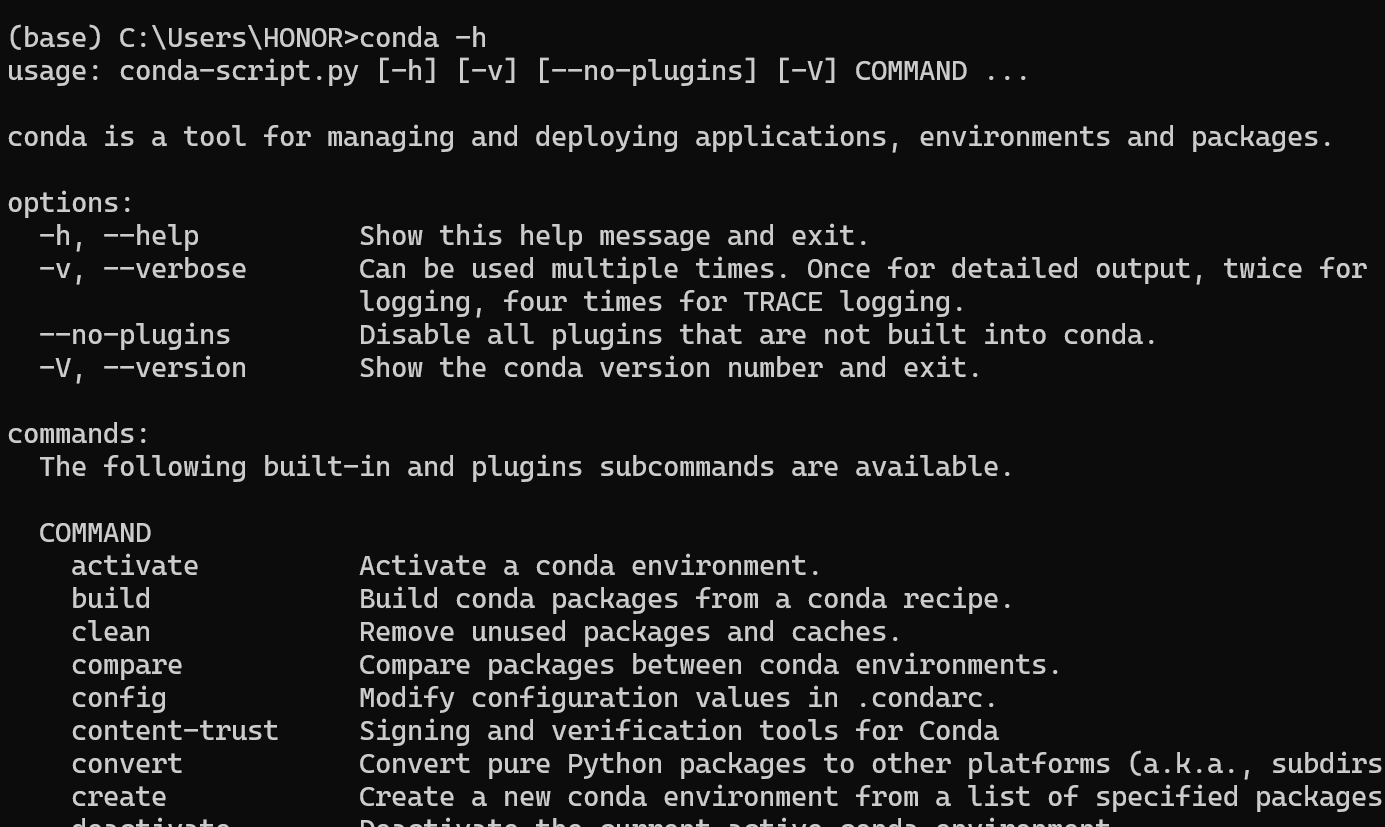 (base) C:\Users\HONOR>conda -h
usage: conda-script.py [-h] [-v] [--no-plugins] [-V] COMMAND ...
conda is a tool for managing and deploying applications, environments and packages.
options:
-h, --help Show this help message and exit.
-v, --verbose Can be used multiple times. Once for detailed output, twice for
logging, four times for TRACE logging.
--no-plugins Disable all plugins that are not built into conda.
-V, --version Show the conda version number and exit.
commands:
The following built-in and plugins subcommands are available.
COMMAND
activate Activate a conda environment.
build Build conda packages from a conda recipe.
clean Remove unused packages and caches.
compare Compare packages between conda environments.
config Modify configuration values in .condarc.
content-trust Signing and verification tools for Conda
convert Convert pure Python packages to other platforms (a.k.a., subdirs
create Create a new conda environment from a list of specified packages
deactivate Deactivate the current active conda environment